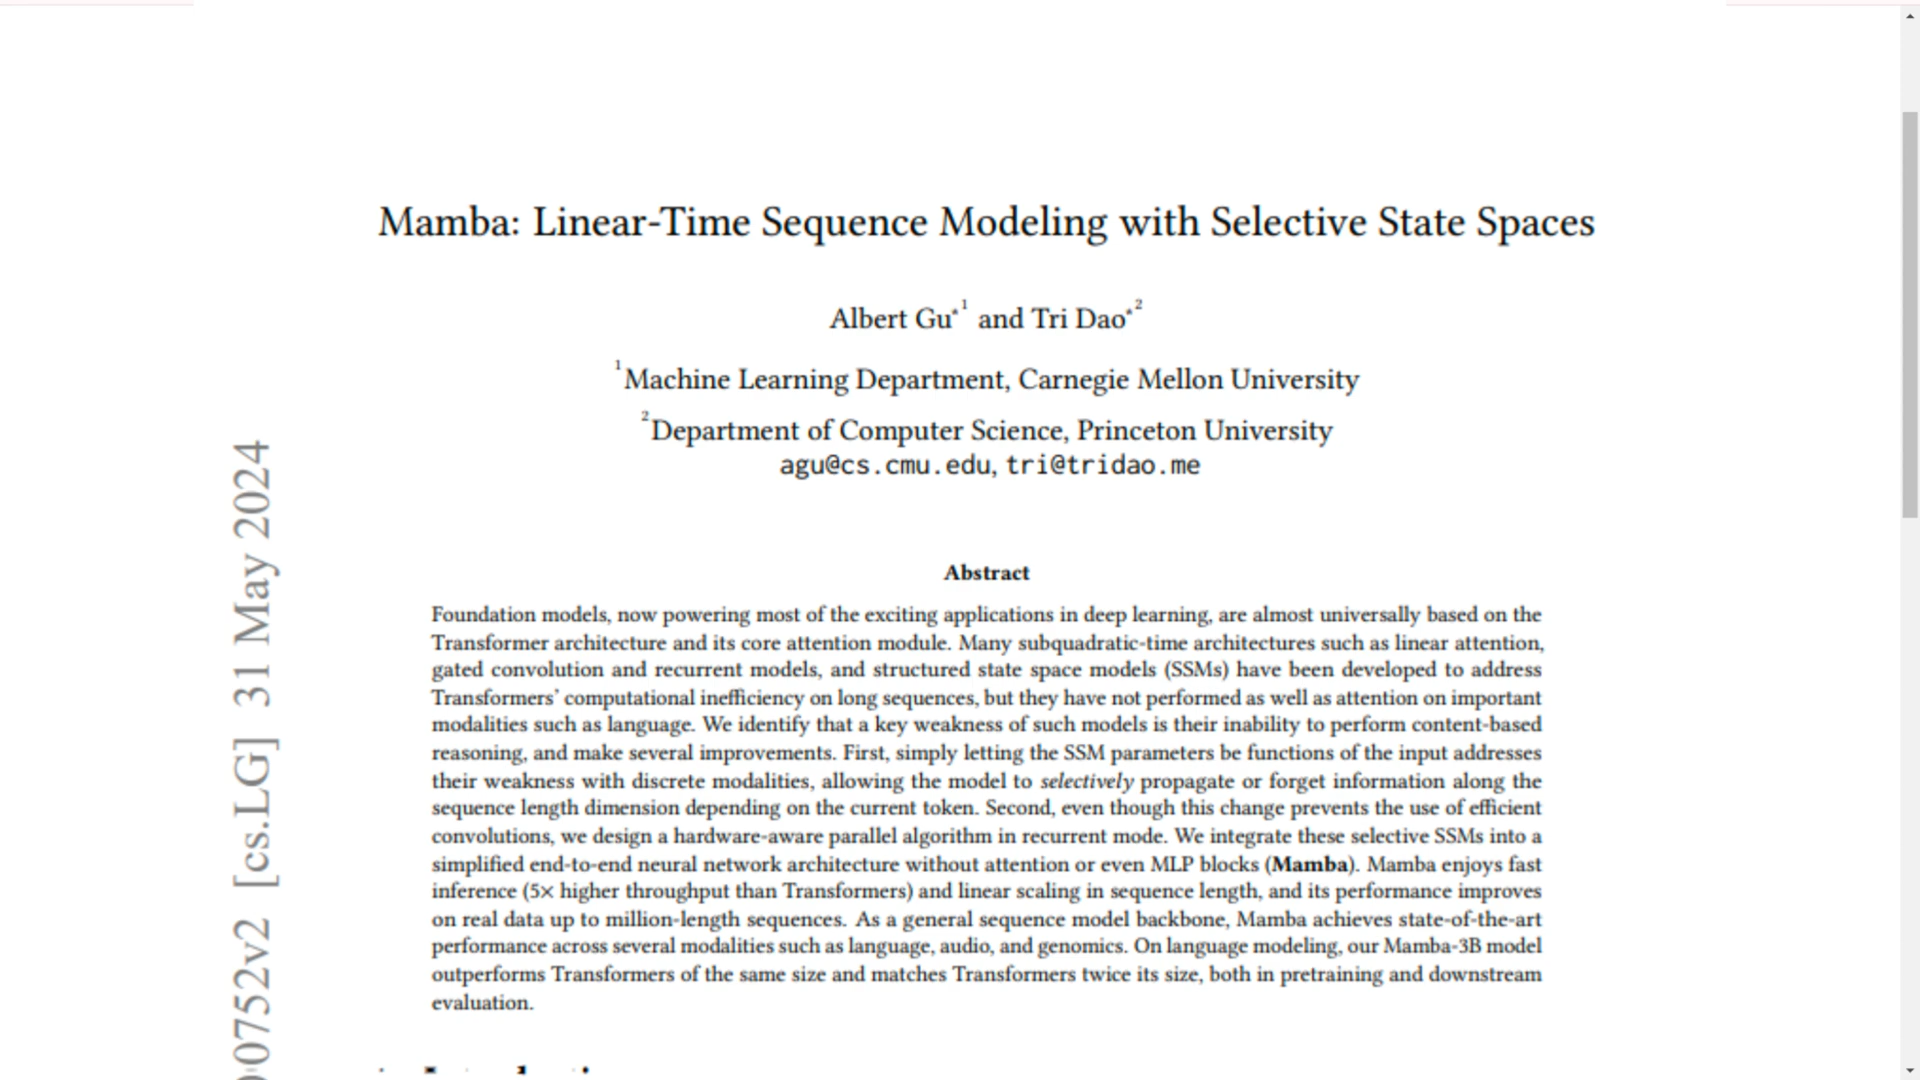 Mamba: Linear-Time Sequence Modeling with Selective State Spaces
Albert Gu*1 and Tri Dao*2
1Machine Learning Department, Carnegie Mellon University
2Department of Computer Science, Princeton University
agu@cs.cmu.edu, tri@tridao.me
Abstract
Foundation models, now powering most of the exciting applications in deep learning, are almost universally based on the
Transformer architecture and its core attention module. Many subquadratic-time architectures such as linear attention,
gated convolution and recurrent models, and structured state space models (SSMs) have been developed to address
Transformers’ computational inefficiency on long sequences, but they have not performed as well as attention on important
modalities such as language. We identify that a key weakness of such models is their inability to perform content-based
reasoning, and make several improvements. First, simply letting the SSM parameters be functions of the input addresses
their weakness with discrete modalities, allowing the model to selectively propagate or forget information along the
sequence length dimension depending on the current token. Second, even though this change prevents the use of efficient
convolutions, we design a hardware-aware parallel algorithm in recurrent mode. We integrate these selective SSMs into a
simplified end-to-end neural network architecture without attention or even MLP blocks (Mamba). Mamba enjoys fast
inference (5× higher throughput than Transformers) and linear scaling in sequence length, and its performance improves
on real data up to million-length sequences. As a general sequence model backbone, Mamba achieves state-of-the-art
performance across several modalities such as language, audio, and genomics. On language modeling, our Mamba-3B model
outperforms Transformers of the same size and matches Transformers twice its size, both in pretraining and downstream
evaluation.
0752v2 [cs.LG] 31 May 2024